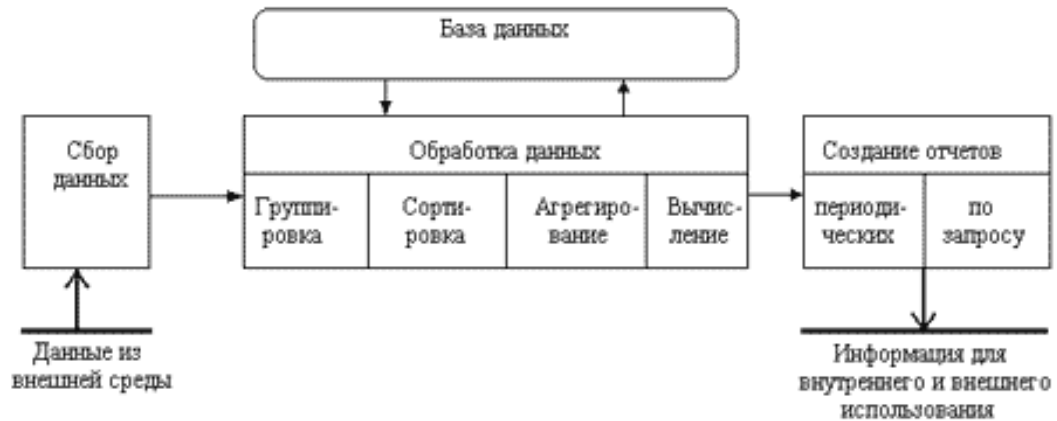 База данных
Сбор
данных
Обработка данных
Группи-
ровка
Сорти-
ровка
Агрегиро-
вание
Вычис-
ление
Создание отчетов
периоди-
ческих
по
запросу
Данные из
внешней среды
Информация для
внутреннего и внешнего
использования